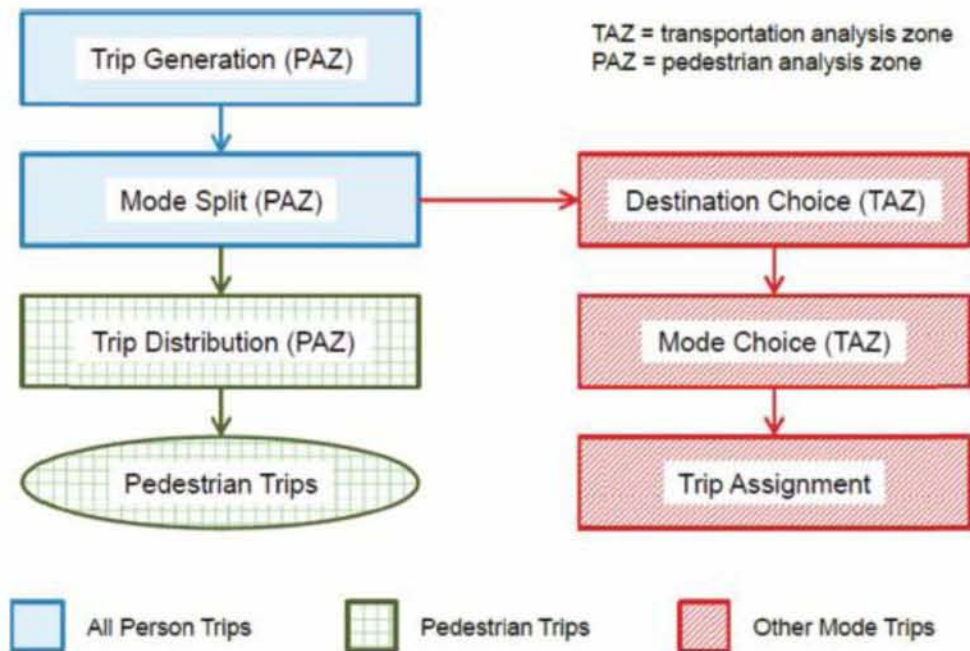 Trip Generation (PAZ)
TAZ = transportation analysis zone
PAZ = pedestrian analysis zone
Mode Split (PAZ)
Destination Choice (TAZ)
Trip Distribution (PAZ)
Mode Choice (TAZ)
Pedestrian Trips
Trip Assignment
All Person Trips
Pedestrian Trips
Other Mode Trips